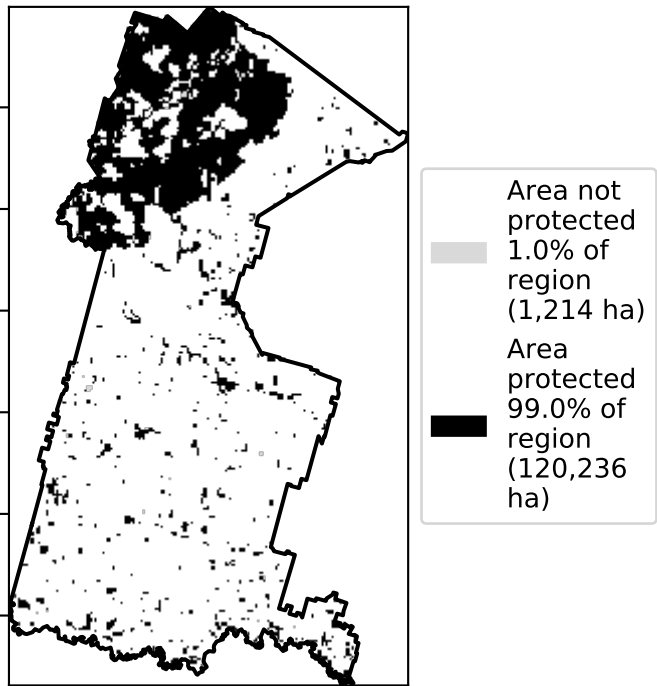 Area not
protected
1.0% of
region
(1,214 ha)
Area
protected
99.0% of
region
(120,236
ha)